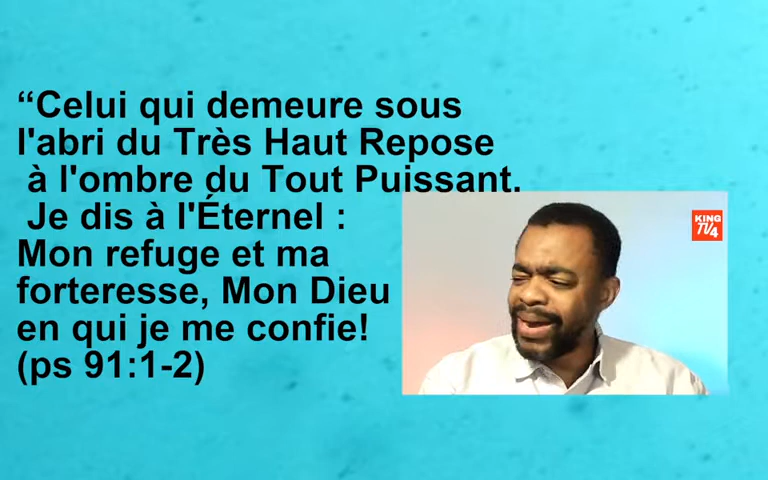 “Celui qui demeure sous
l'abri du Très Haut Repose
à l'ombre du Tout Puissant.
Je dis à l'Éternel :
Mon refuge et ma
forteresse, Mon Dieu
en qui je me confie!
(ps 91:1-2)
KING
TV4